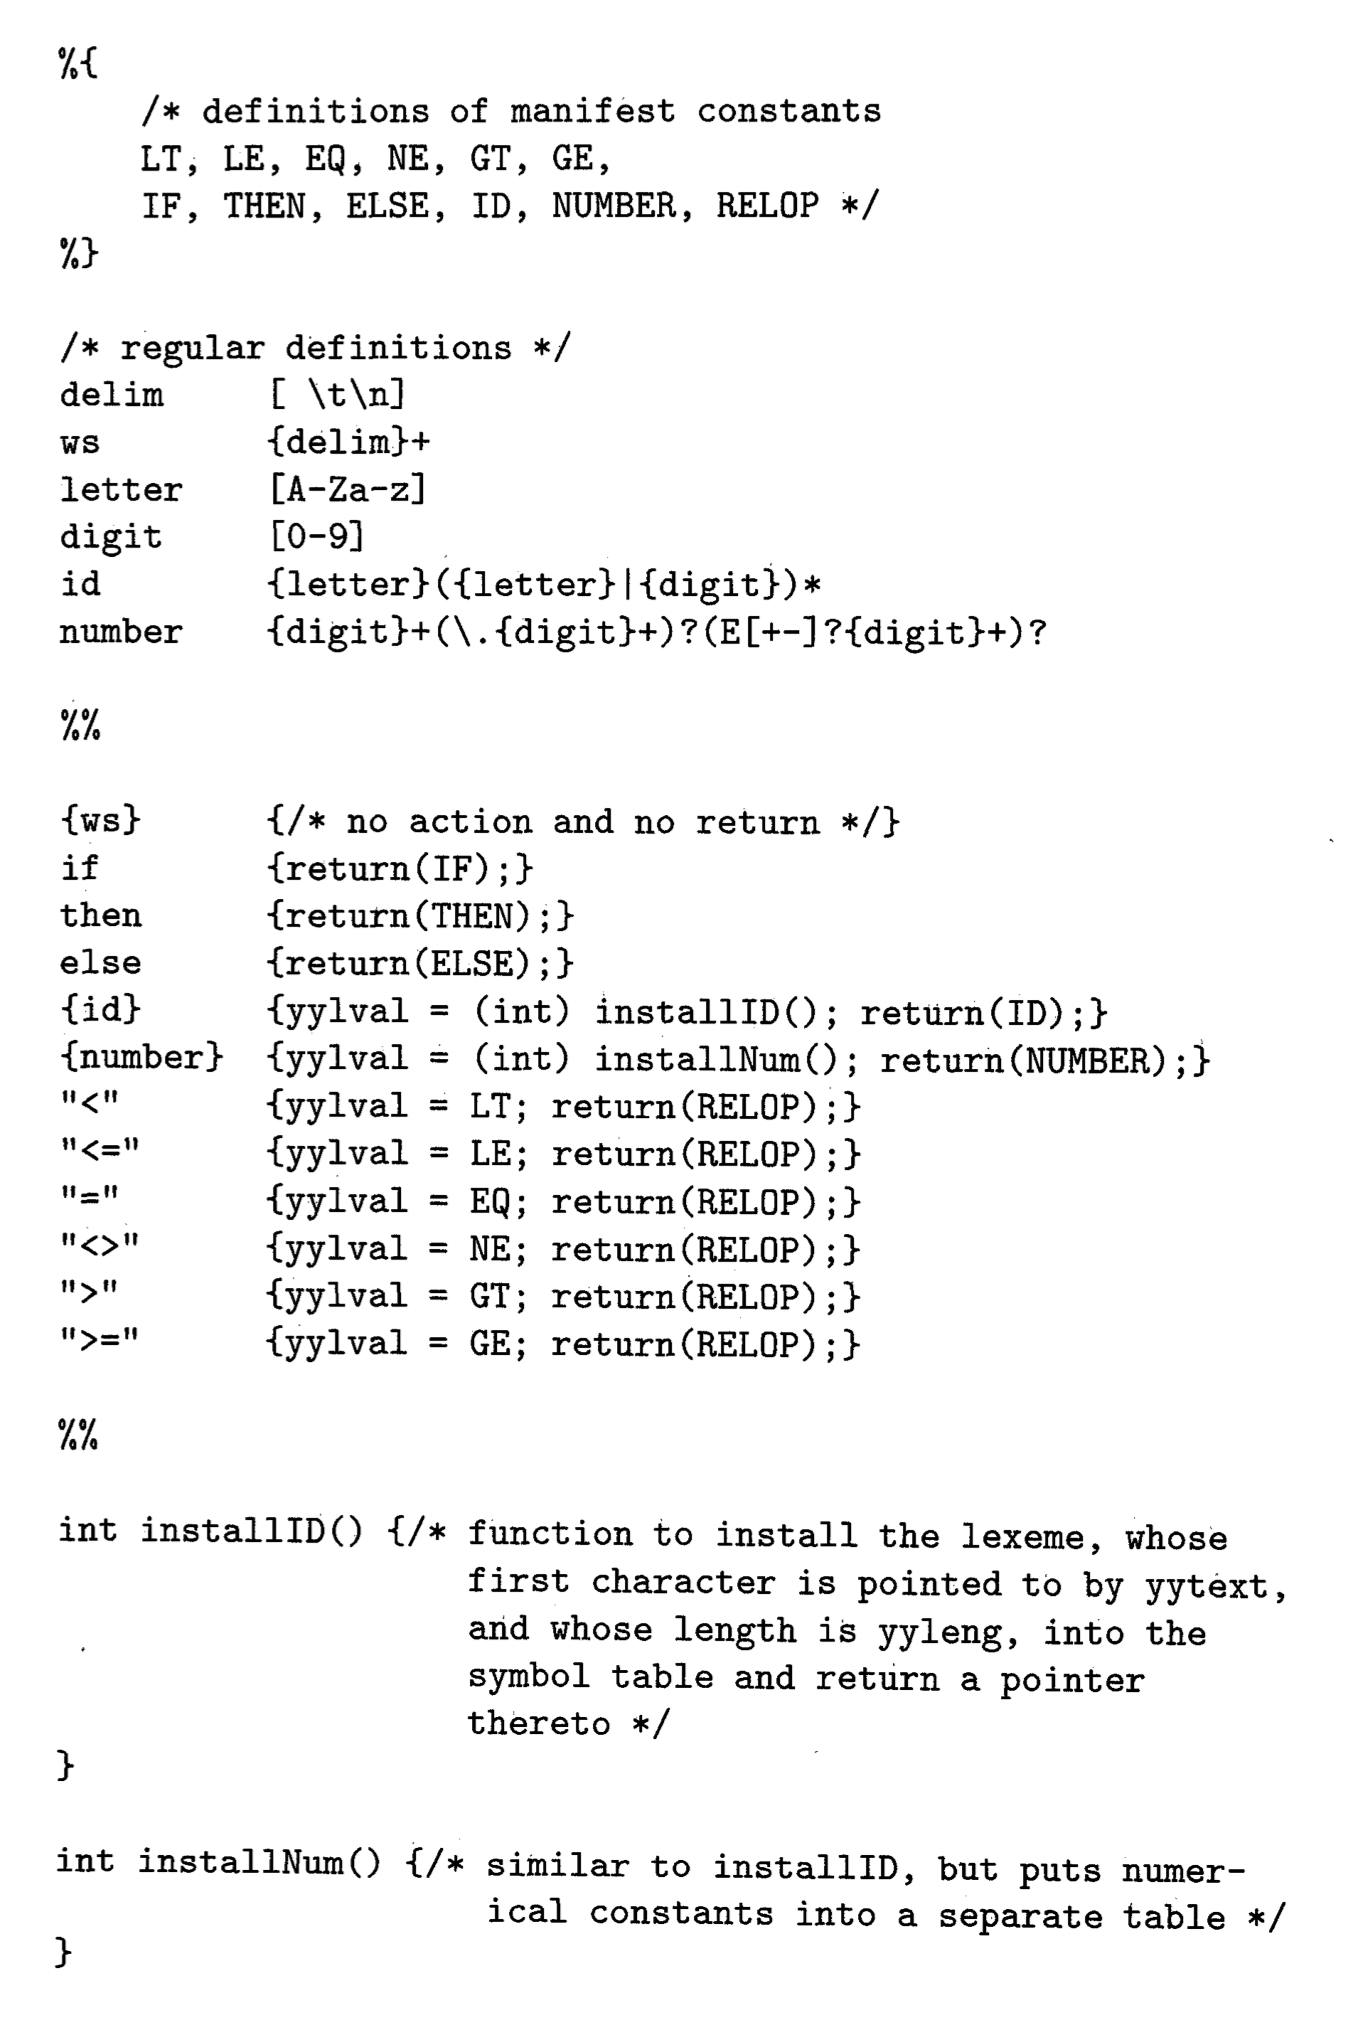 %{
    /* definitions of manifest constants
    LT, LE, EQ, NE, GT, GE,
    IF, THEN, ELSE, ID, NUMBER, RELOP */
%}

/* regular definitions */
delim     [ \t\n]
ws        {delim}+
letter    [A-Za-z]
digit     [0-9]
id        {letter}({letter}|{digit})*
number    {digit}+(\.{digit}+)?(E[+-]?{digit}+)?

%%

{ws}      {/* no action and no return */}
if        {return(IF);}
then      {return(THEN);}
else      {return(ELSE);}
{id}      {yylval = (int) installID(); return(ID);}
{number}  {yylval = (int) installNum(); return(NUMBER);}
"<"       {yylval = LT; return(RELOP);}
"<="      {yylval = LE; return(RELOP);}
"="       {yylval = EQ; return(RELOP);}
"<>"      {yylval = NE; return(RELOP);}
">"       {yylval = GT; return(RELOP);}
">="      {yylval = GE; return(RELOP);}

%%

int installID() {/* function to install the lexeme, whose
                    first character is pointed to by yytext,
                    and whose length is yyleng, into the
                    symbol table and return a pointer
                    thereto */
}

int installNum() {/* similar to installID, but puts numer-
                     ical constants into a separate table */
}